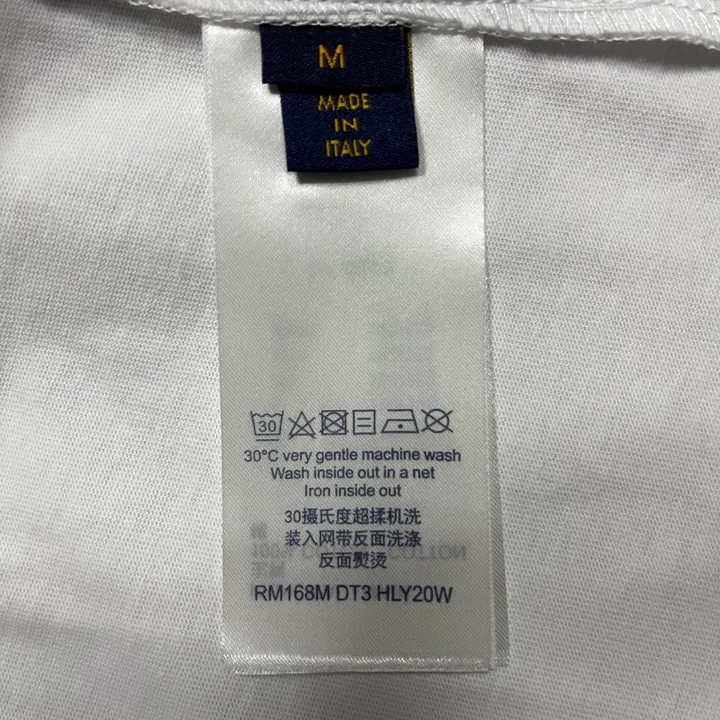 M
MADE
IN
ITALY
30
30°C very gentle machine wash
Wash inside out in a net
Iron inside out
30摄氏度超揉机洗
装入网带反面洗涤
反面熨烫
RM168M DT3 HLY20W